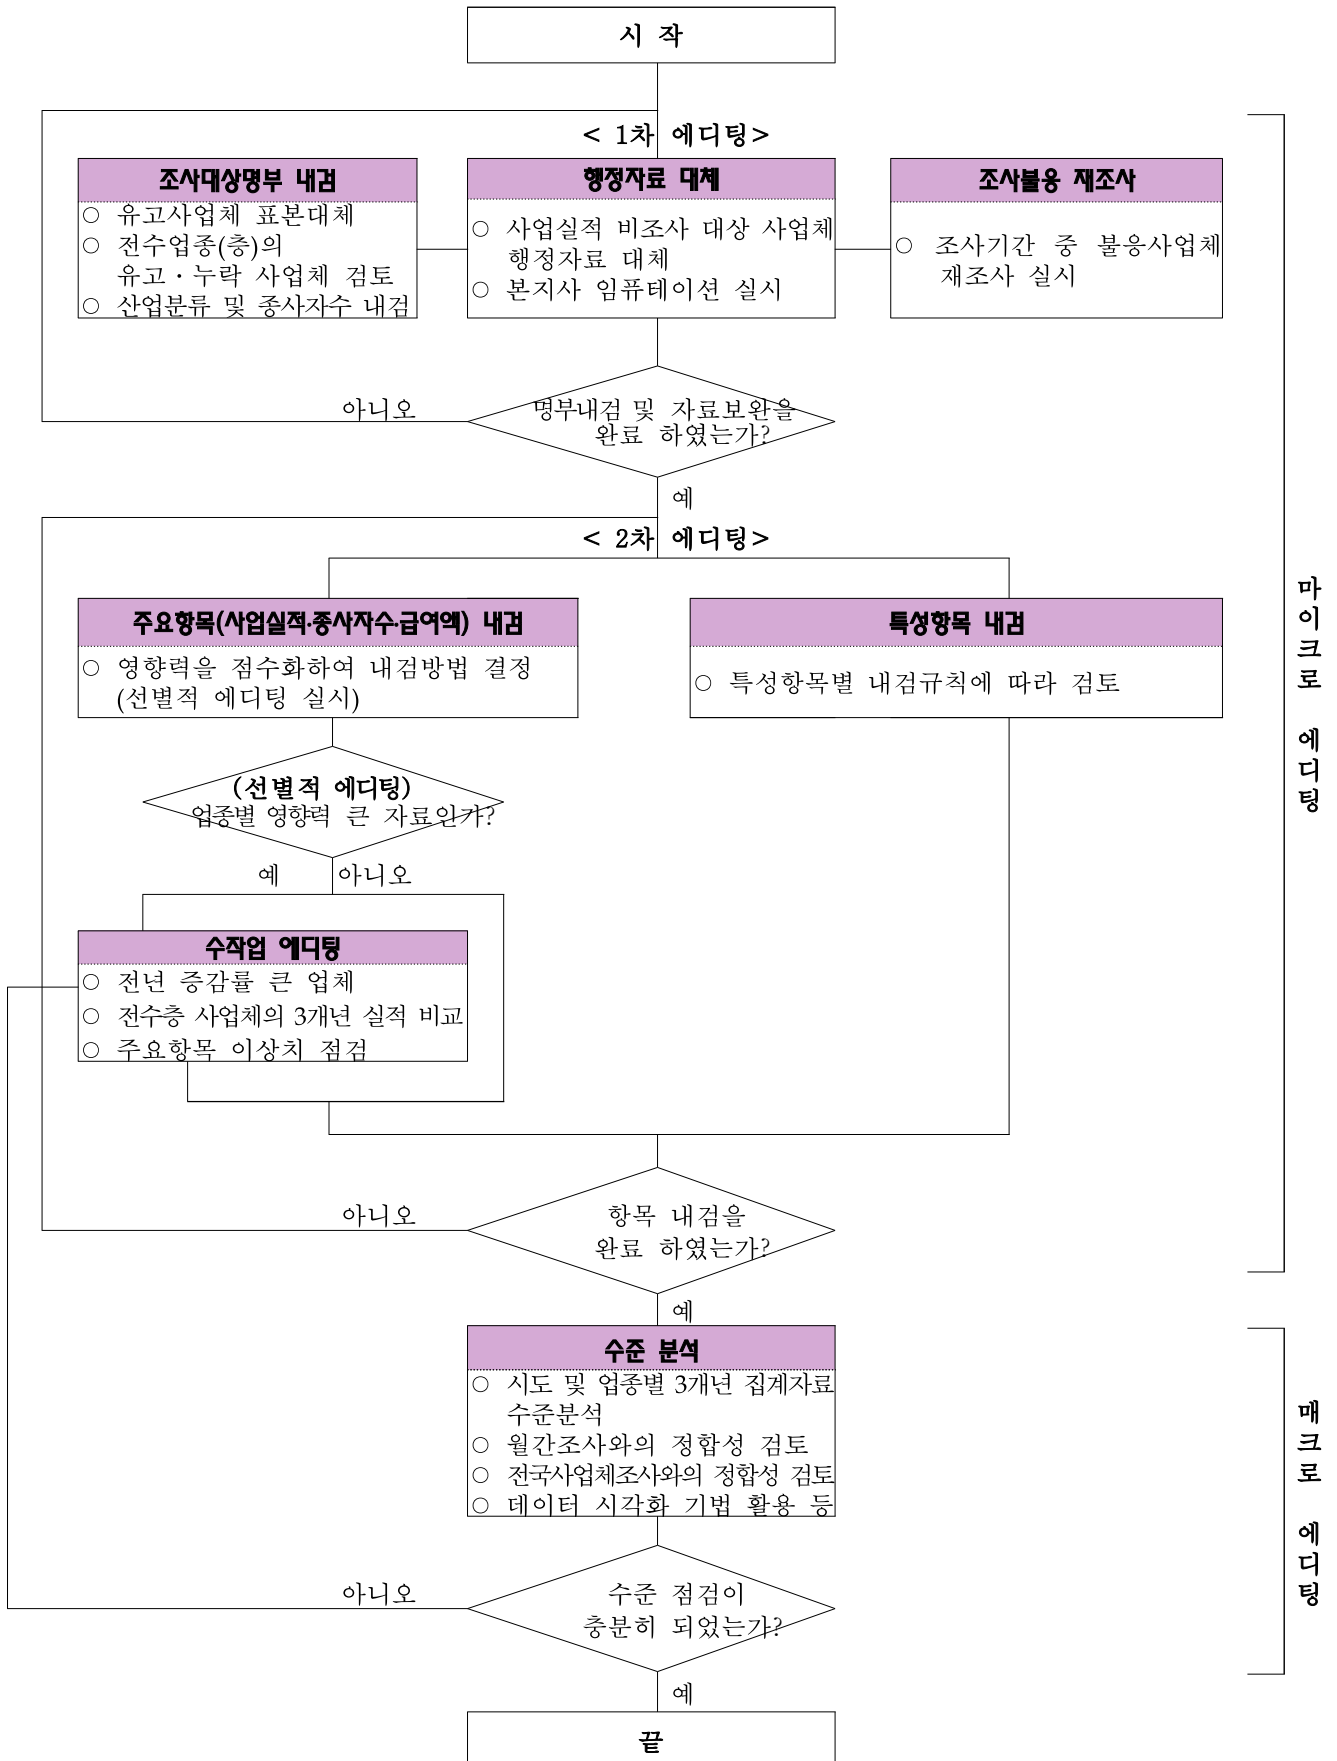 시 작
< 1차 에디팅>
조사대상명부 내검
○ 유고사업체 표본대체
○ 전수업종(층)의
유고·누락 사업체 검토
○ 산업분류 및 종사자수 내검
행정자료 대체
○ 사업실적 비조사 대상 사업체
행정자료 대체
○ 본지사 임퓨테이션 실시
조사불응 재조사
○ 조사기간 중 불응사업체
재조사 실시
명부내검 및 자료보완을
완료 하였는가?
아니오
예
< 2차 에디팅>
주요항목(사업실적·종사자수·급여액) 내검
○ 영향력을 점수화하여 내검방법 결정
(선별적 에디팅 실시)
특성항목 내검
○ 특성항목별 내검규칙에 따라 검토
(선별적 에디팅)
업종별 영향력 큰 자료인가?
예
아니오
수작업 에디팅
○ 전년 증감률 큰 업체
○ 전수층 사업체의 3개년 실적 비교
○ 주요항목 이상치 점검
아니오
항목 내검을
완료 하였는가?
예
마이크로 에디팅
수준 분석
○ 시도 및 업종별 3개년 집계자료
수준분석
○ 월간조사와의 정합성 검토
○ 전국사업체조사와의 정합성 검토
○ 데이터 시각화 기법 활용 등
아니오
수준 점검이
충분히 되었는가?
예
매크로 에디팅
끝